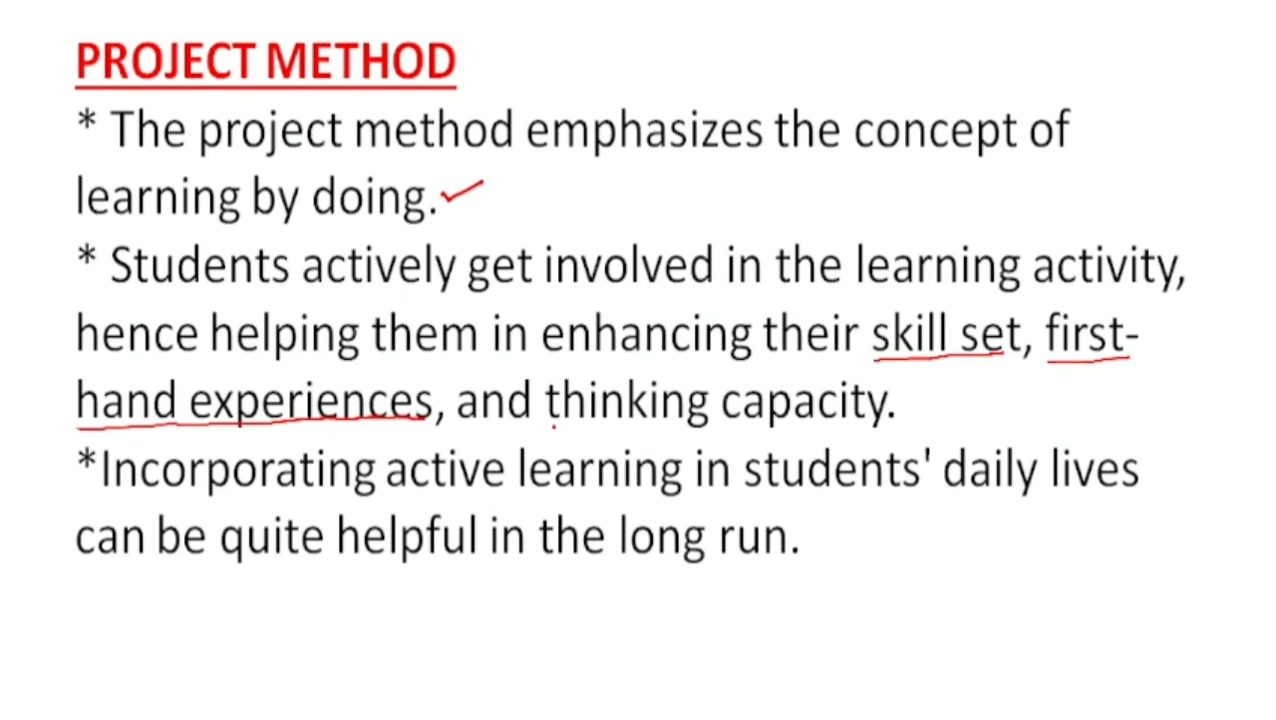 PROJECT METHOD
* The project method emphasizes the concept of
learning by doing.
* Students actively get involved in the learning activity,
hence helping them in enhancing their skill set, first-
hand experiences, and thinking capacity.
*Incorporating active learning in students' daily lives
can be quite helpful in the long run.